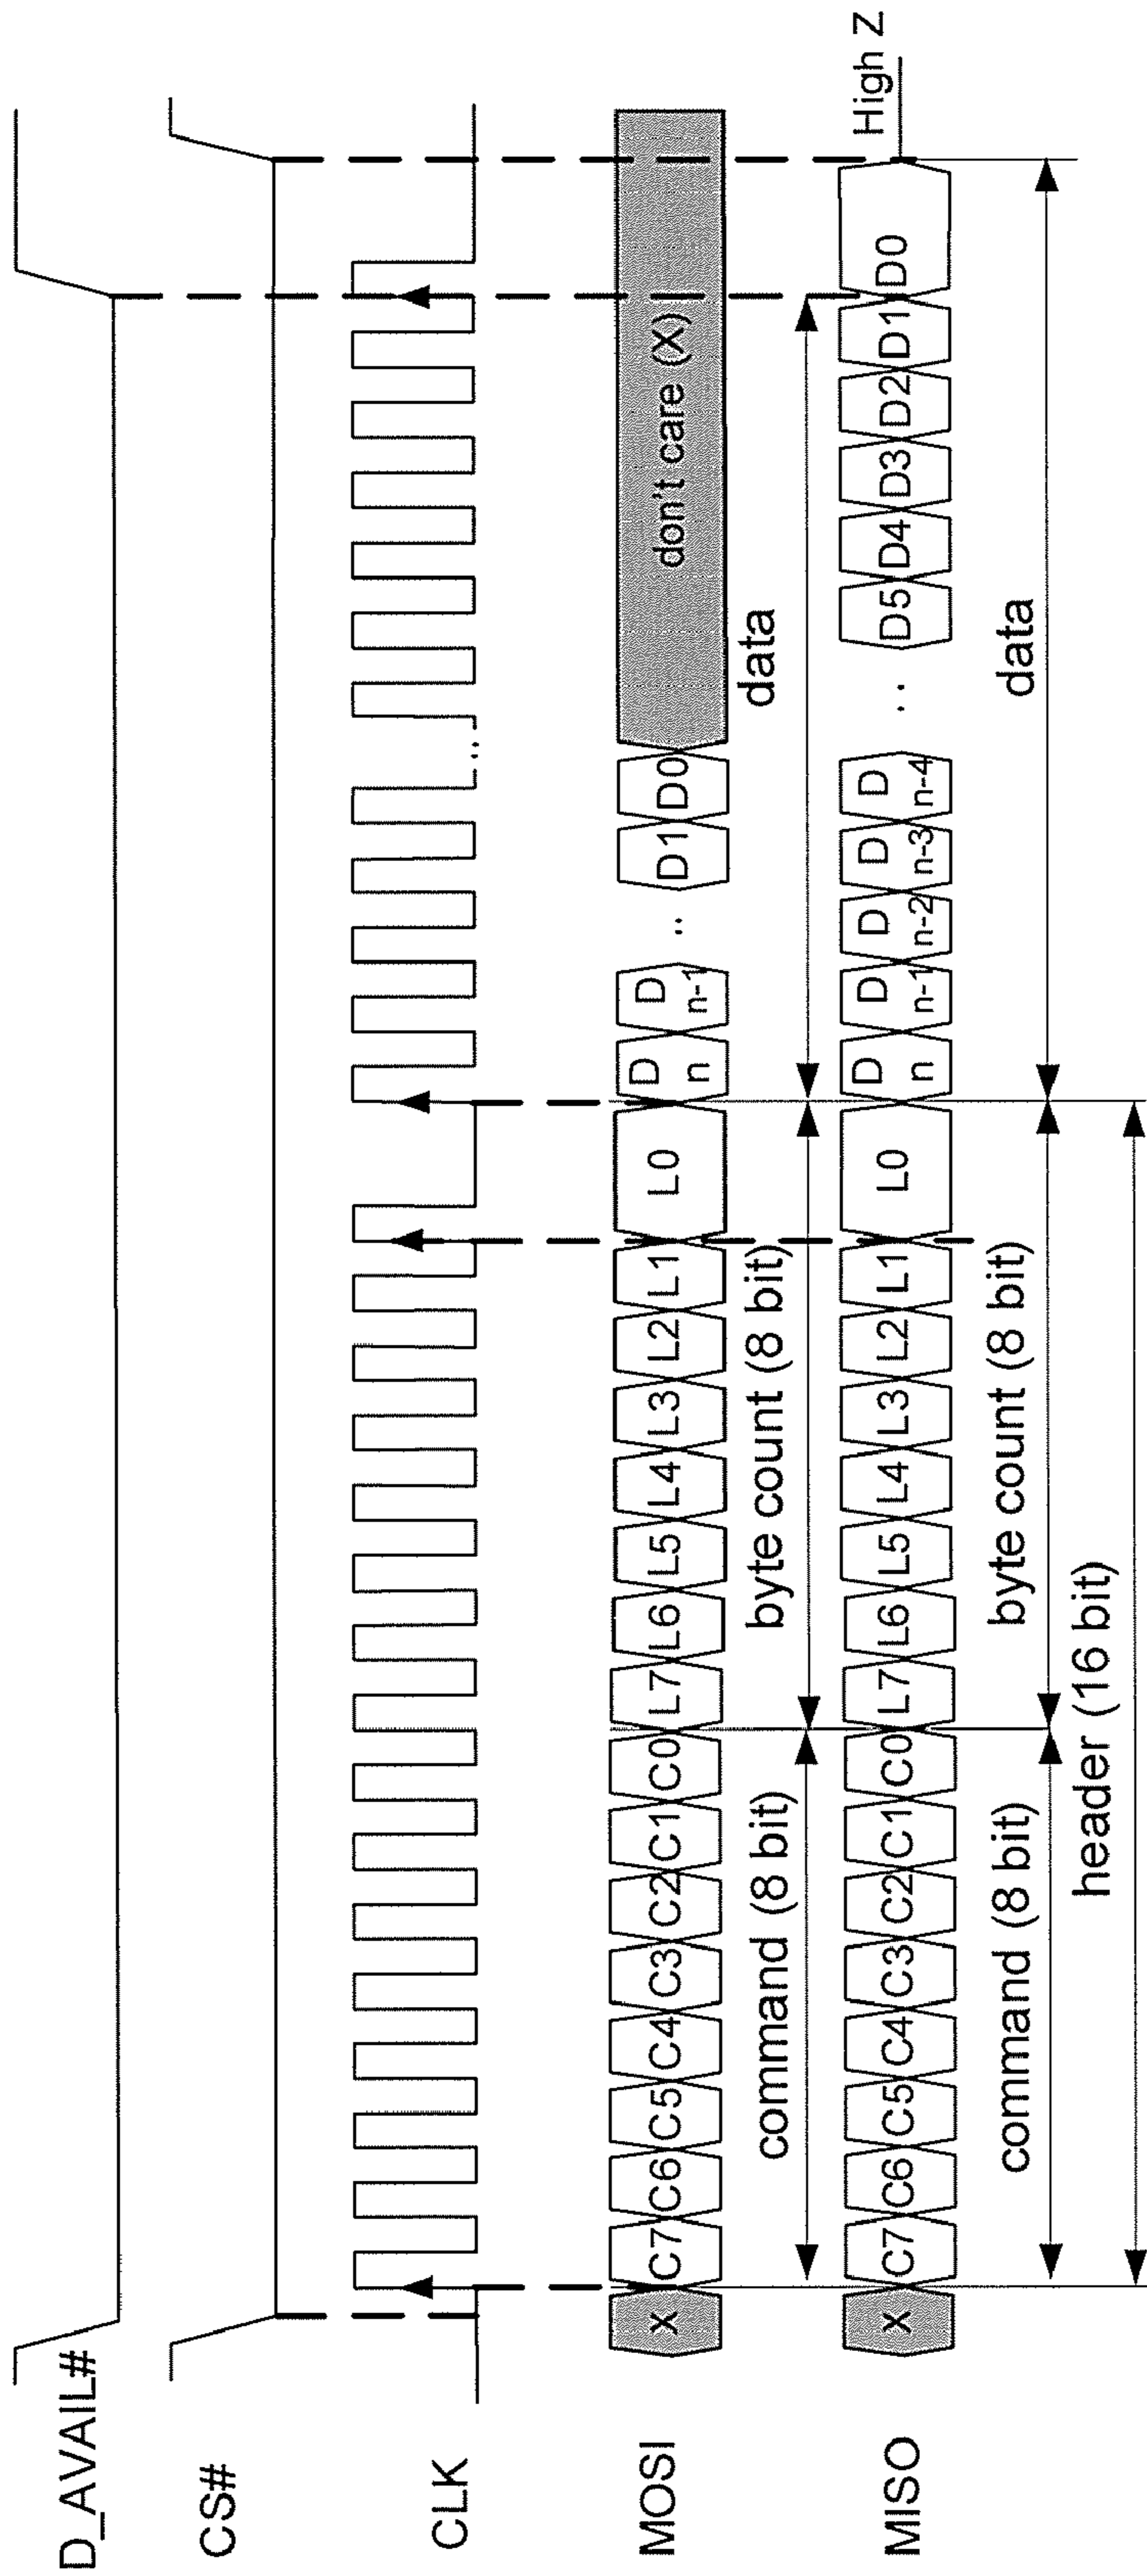 D_AVAIL#
CS#
CLK
MOSI X C7 C6 C5 C4 C3 C2 C1 C0 L7 L6 L5 L4 L3 L2 L1 L0 D n D n-1 .. D1 D0 don't care (X)
command (8 bit) byte count (8 bit) data
MISO X C7 C6 C5 C4 C3 C2 C1 C0 L7 L6 L5 L4 L3 L2 L1 L0 D n D n-1 D n-2 D n-3 D n-4 .. D5 D4 D3 D2 D1 D0 High Z
command (8 bit) byte count (8 bit) data
header (16 bit)